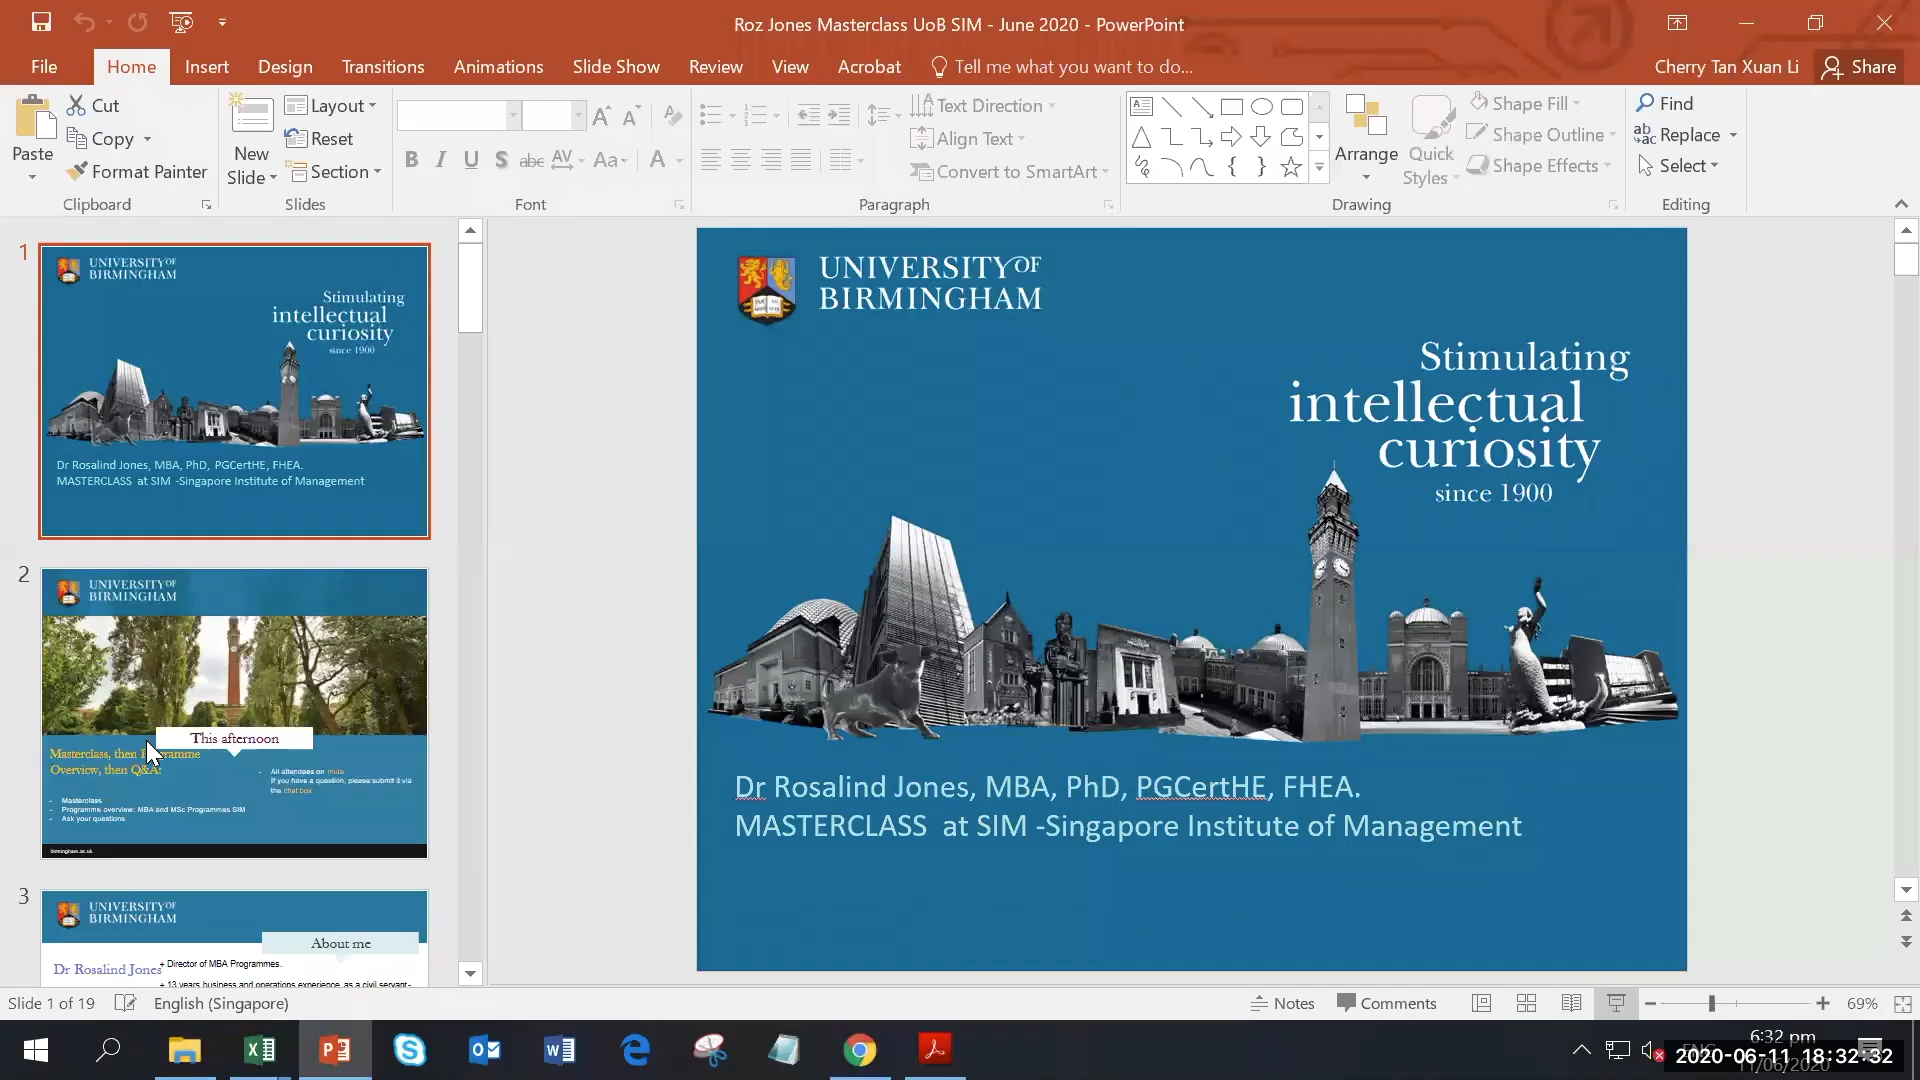 Roz Jones Masterclass UoB SIM - June 2020 - PowerPoint
File Home Insert Design Transitions Animations Slide Show Review View Acrobat Tell me what you want to do... Cherry Tan Xuan Li Share
Paste
Cut
Copy
Format Painter
Clipboard
New
Slide
Layout
Reset
Section
Slides
B I U S abc AV Aa A
Font
Text Direction
Align Text
Convert to SmartArt
Paragraph
Arrange
Quick
Styles
Shape Fill
Shape Outline
Shape Effects
Drawing
Find
Replace
Select
Editing
1
UNIVERSITY OF
BIRMINGHAM
Stimulating
intellectual
curiosity
since 1900
Dr Rosalind Jones, MBA, PhD, PGCertHE, FHEA.
MASTERCLASS at SIM -Singapore Institute of Management
2
UNIVERSITY OF
BIRMINGHAM
This afternoon
Masterclass, then
Overview, then Q&A:
- Masterclass
- Programme overview: MBA and MSc Programmes SIM
- Ask your questions
- All attendees on mute
If you have a question, please submit it via
the chat box
birmingham.ac.uk
3
UNIVERSITY OF
BIRMINGHAM
About me
Dr Rosalind Jones
+ Director of MBA Programmes.
+ 13 years business and operations experience, as a civil servant-
UNIVERSITY OF
BIRMINGHAM
Stimulating
intellectual
curiosity
since 1900
Dr Rosalind Jones, MBA, PhD, PGCertHE, FHEA.
MASTERCLASS at SIM -Singapore Institute of Management
Slide 1 of 19 English (Singapore) Notes Comments 69%
6:32 pm
2020-06-11 18:32:32
11/06/2020